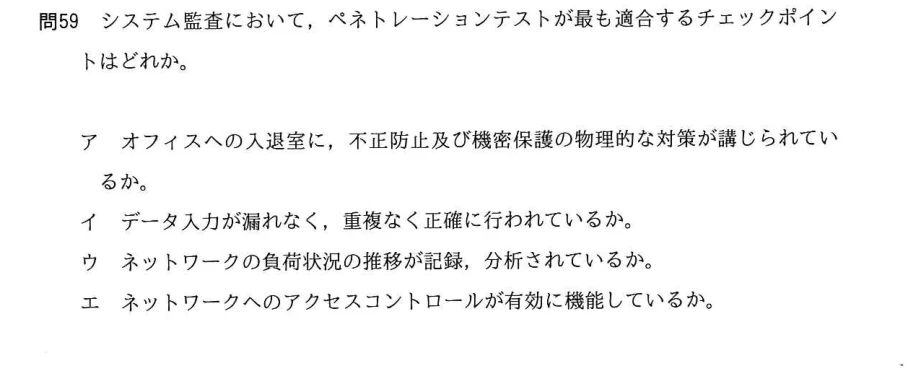 問59 システム監査において，ペネトレーションテストが最も適合するチェックポイン
トはどれか。
ア オフィスへの入退室に，不正防止及び機密保護の物理的な対策が講じられてい
るか。
イ データ入力が漏れなく，重複なく正確に行われているか。
ウ ネットワークの負荷状況の推移が記録，分析されているか。
エ ネットワークへのアクセスコントロールが有効に機能しているか。